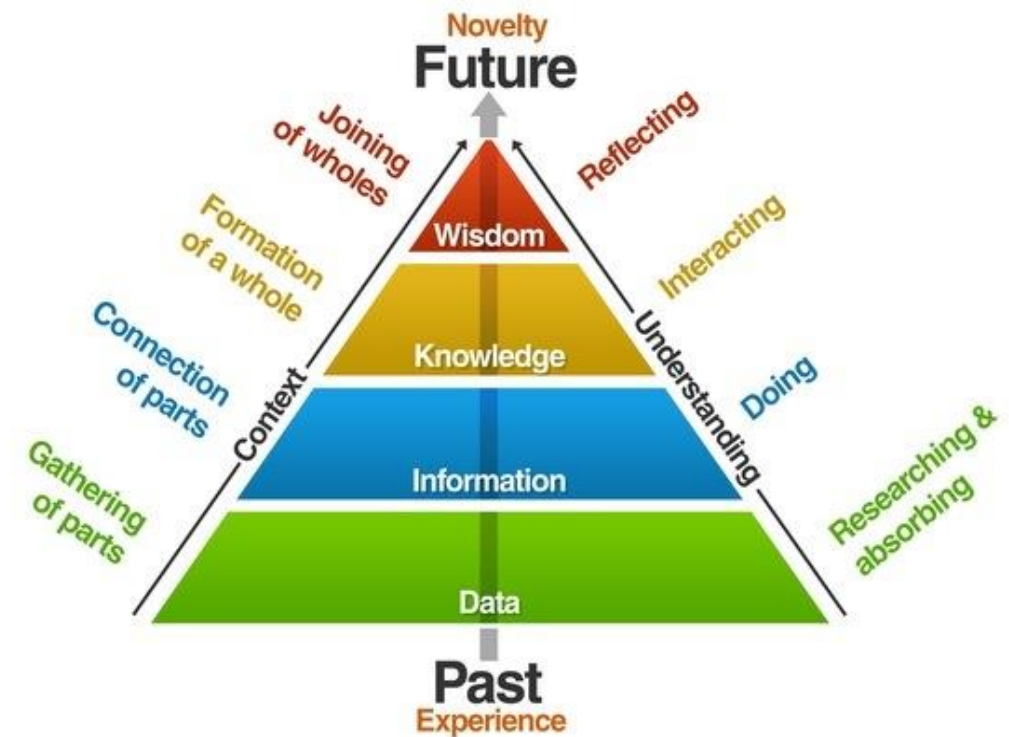 Novelty
Future
Joining
of wholes
Reflecting
Wisdom
Formation
of a whole
Interacting
Knowledge
Connection
of parts
Context
Understanding
Doing
Information
Gathering
of parts
Researching &
absorbing
Data
Past
Experience